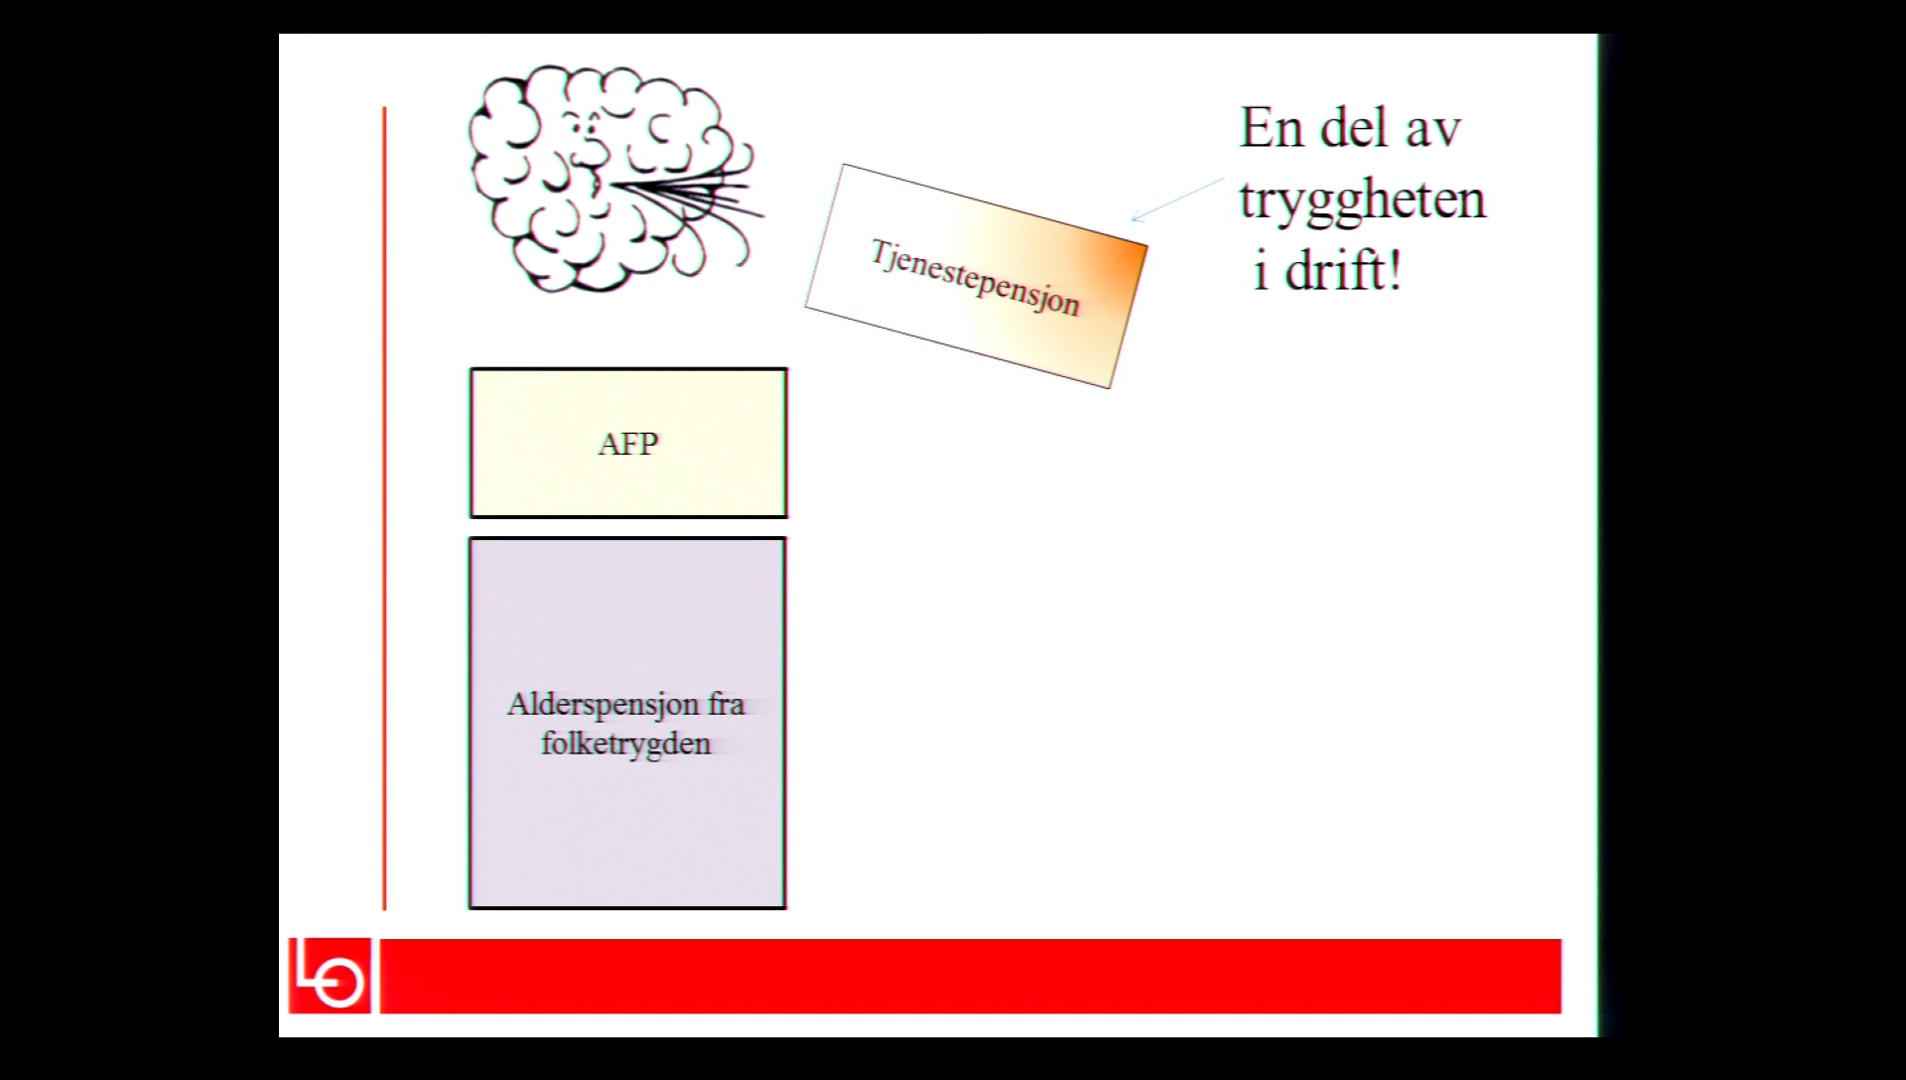 En del av
tryggheten
i drift!
Tjenestepensjon
AFP
Alderspensjon fra
folketrygden
LO